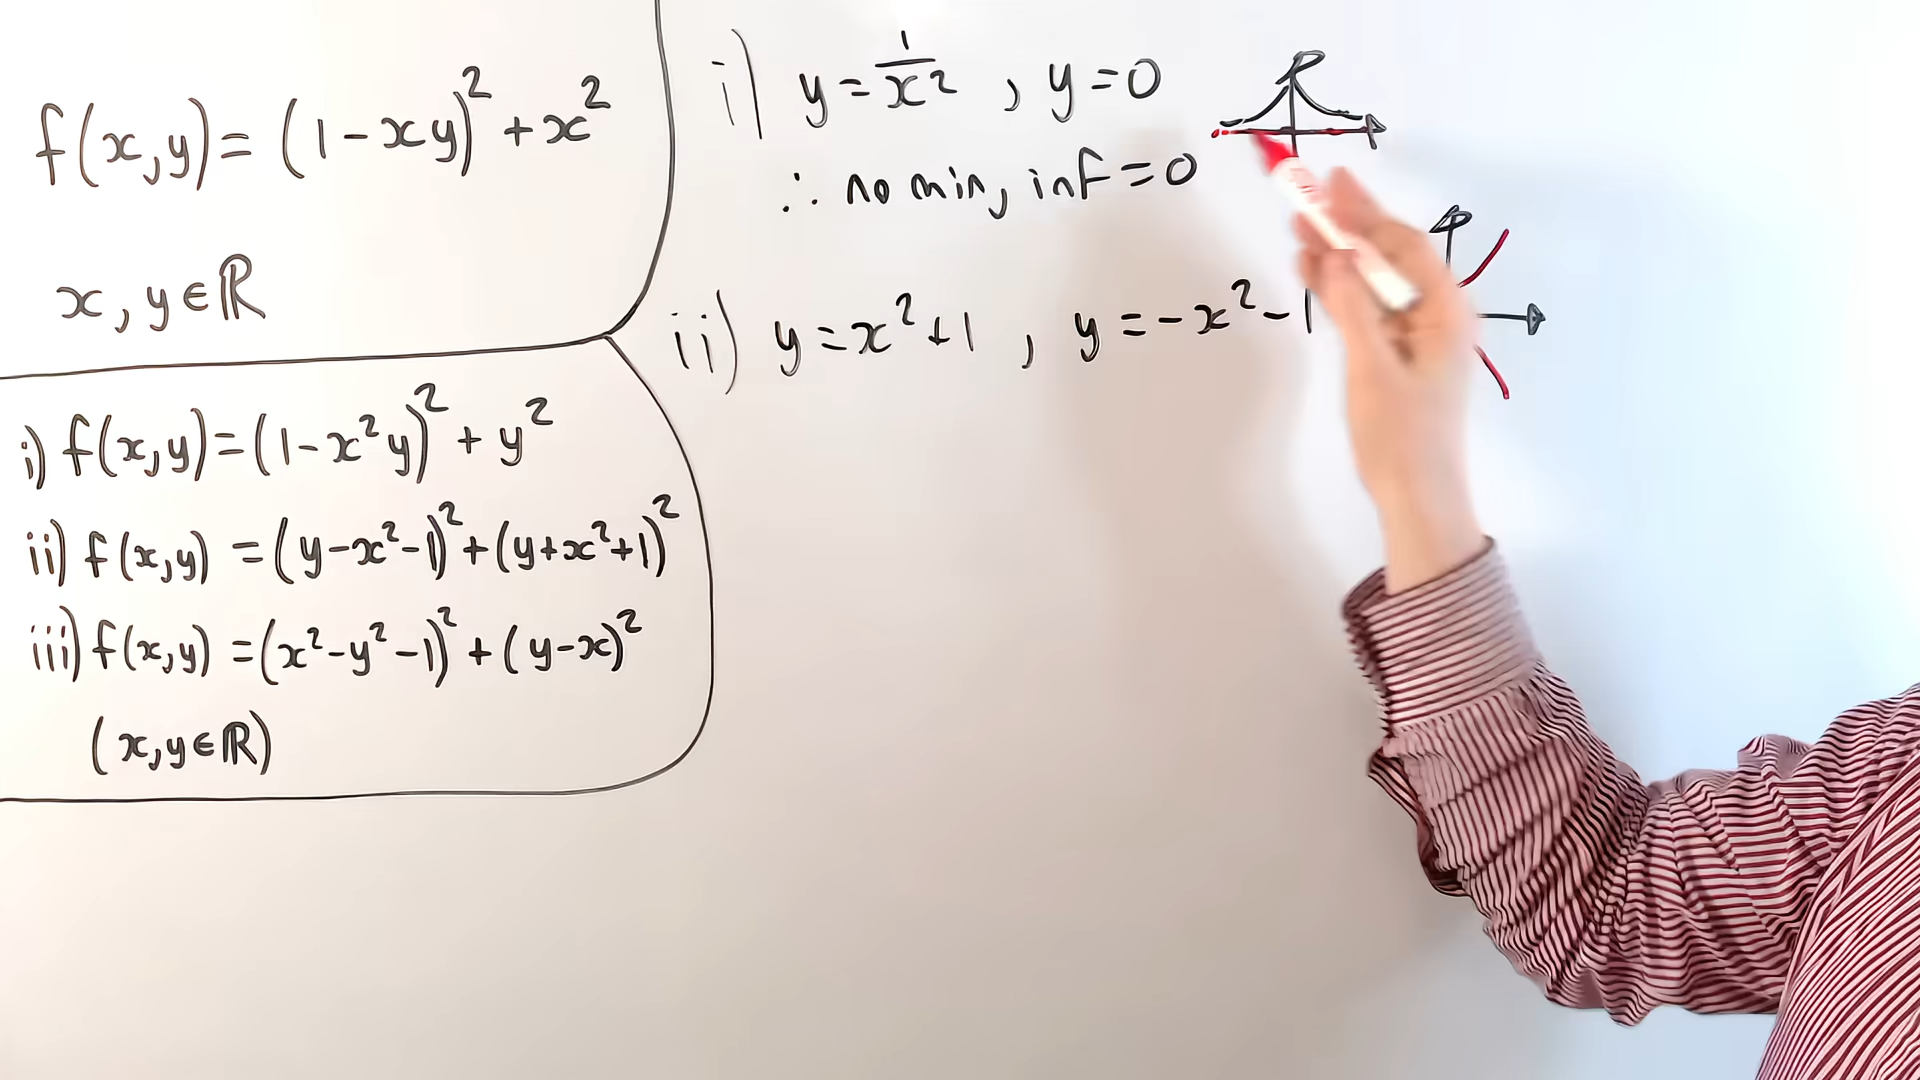 f(x,y)= (1-xy)² + x²
x, y ∈ ℝ
i) f(x,y)=(1-x²y)² + y²
ii) f(x,y) =(y-x²-1)²+(y+x²+1)²
iii) f(x,y) =(x²-y²-1)² + (y-x)²
(x,y∈ℝ)
i) y = 1/x² , y=0
∴ no min, inf = 0
ii) y = x²+1 , y = -x²-1